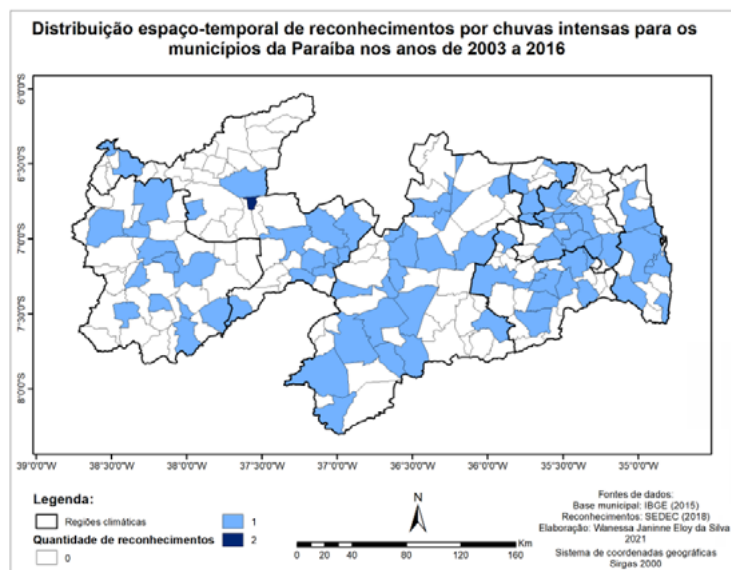 Distribuição espaço-temporal de reconhecimentos por chuvas intensas para os
municípios da Paraíba nos anos de 2003 a 2016
6°0'0"S
6°30'0"S
7°0'0"S
7°30'0"S
8°0'0"S
39°0'0"W
38°30'0"W
38°0'0"W
37°30'0"W
37°0'0"W
36°30'0"W
36°0'0"W
35°30'0"W
35°0'0"W
Legenda:
Regiões climáticas
Quantidade de reconhecimentos
0
1
2
N
Km
0 10 20 40 80 120 160
Fontes de dados:
Base municipal: IBGE (2015)
Reconhecimentos: SEDEC (2018)
Elaboração: Wanessa Janinne Eloy da Silva
2021
Sistema de coordenadas geográficas
Sirgas 2000